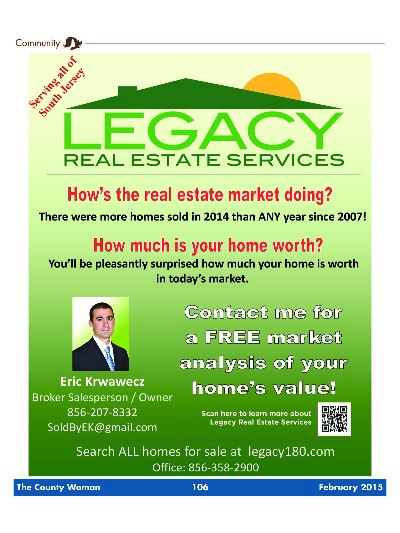 Community
Serving all of
South Jersey
LEGACY
REAL ESTATE SERVICES
How's the real estate market doing?
There were more homes sold in 2014 than ANY year since 2007!
How much is your home worth?
You'll be pleasantly surprised how much your home is worth
in today's market.
Contact me for
a FREE market
analysis of your
home's value!
Eric Krwawecz
Broker Salesperson / Owner
856-207-8332
SoldByEK@gmail.com
Scan here to learn more about
Legacy Real Estate Services
Search ALL homes for sale at legacy180.com
Office: 856-358-2900
The County Woman 106 February 2015